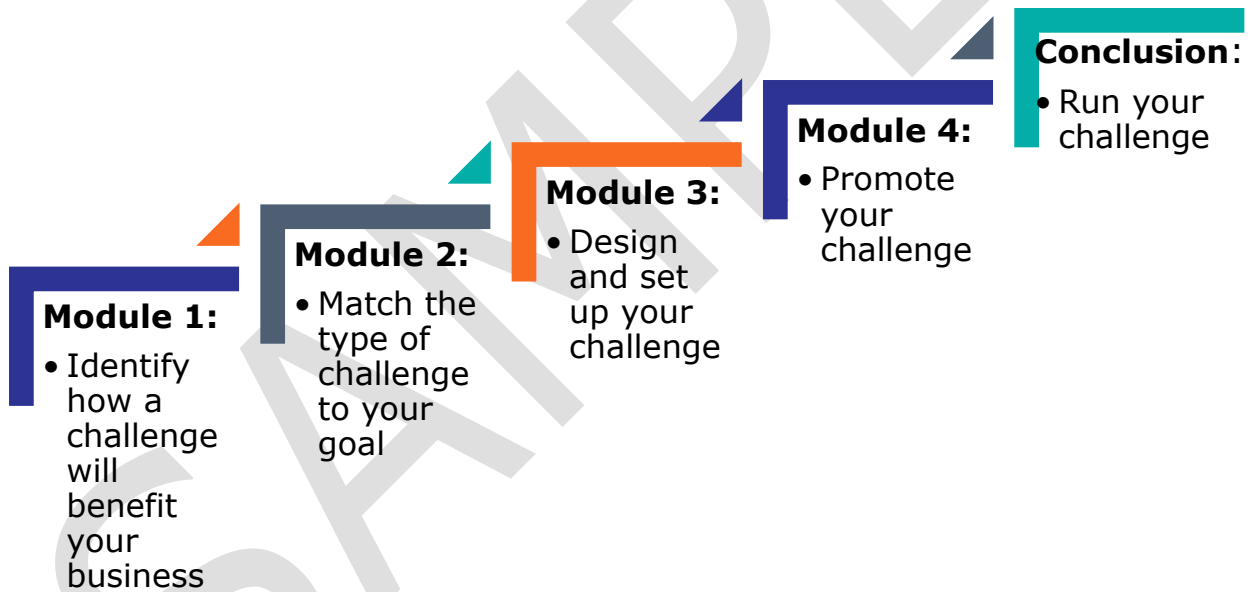 Module 1:
• Identify
how a
challenge
will
benefit
your
business
Module 2:
• Match the
type of
challenge
to your
goal
Module 3:
• Design
and set
up your
challenge
Module 4:
• Promote
your
challenge
Conclusion:
• Run your
challenge
SAMPLE